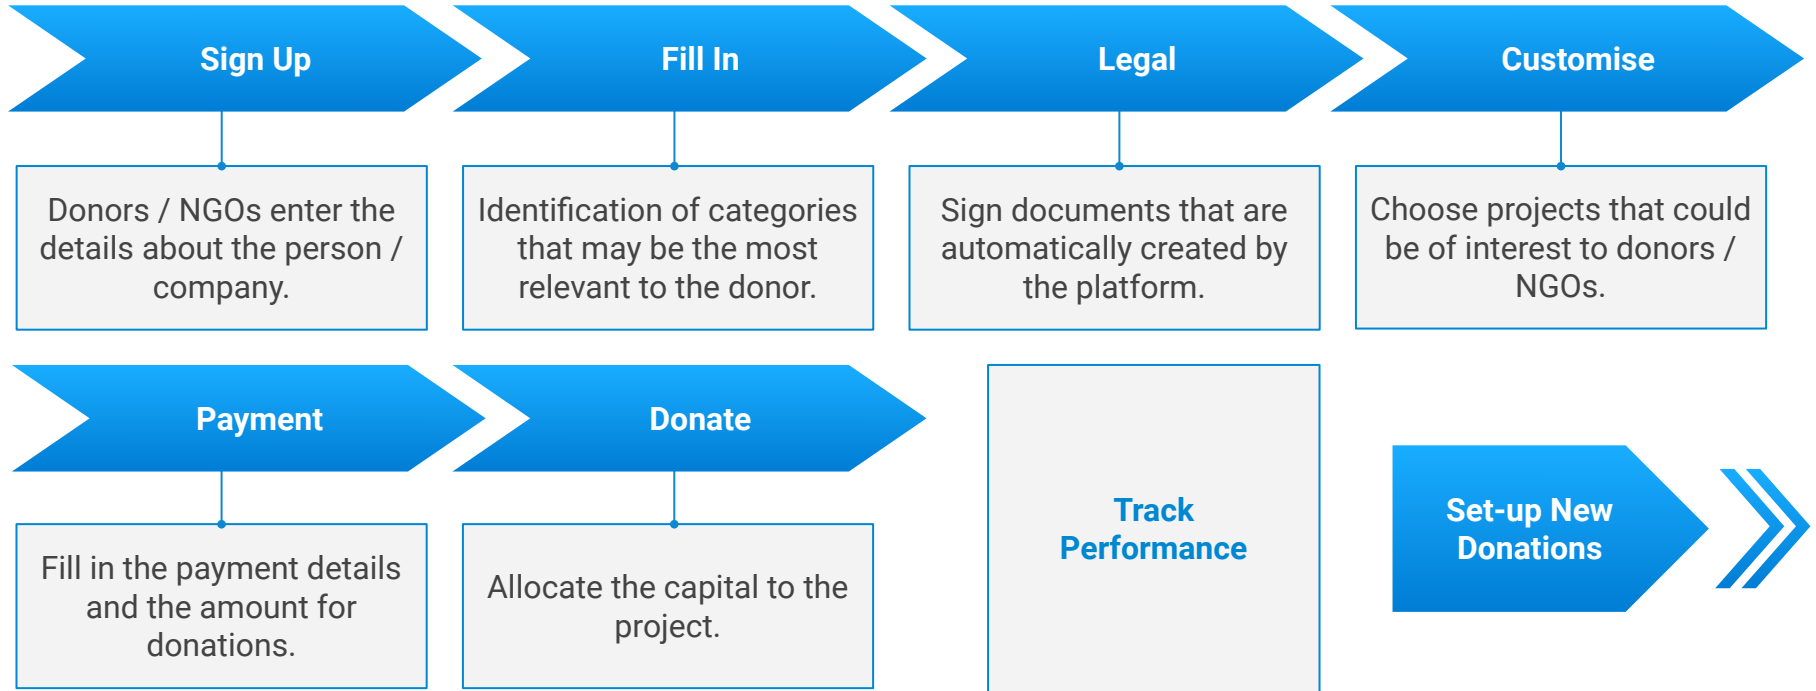 Sign Up
Fill In
Legal
Customise
Donors / NGOs enter the
details about the person /
company.
Identification of categories
that may be the most
relevant to the donor.
Sign documents that are
automatically created by
the platform.
Choose projects that could
be of interest to donors /
NGOs.
Payment
Donate
Fill in the payment details
and the amount for
donations.
Allocate the capital to the
project.
Track
Performance
Set-up New
Donations